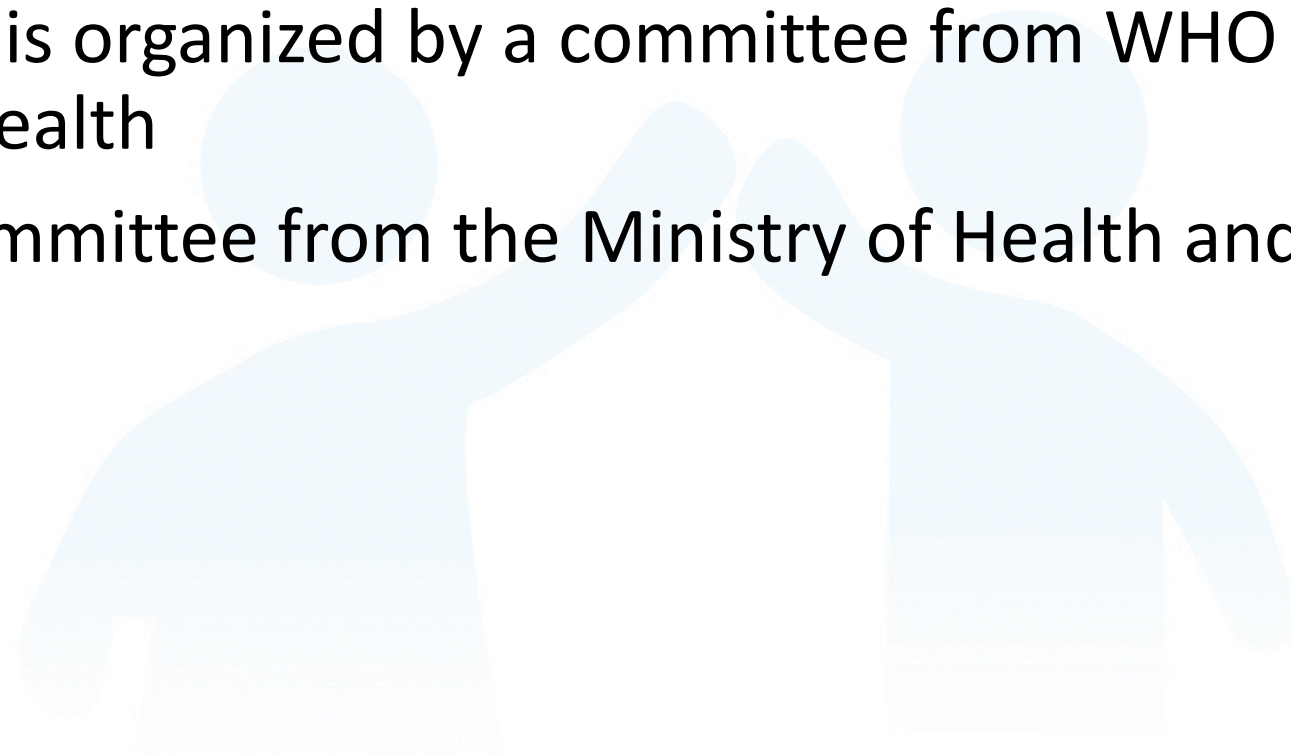 is organized by a committee from WHO
ealth
mmittee from the Ministry of Health and